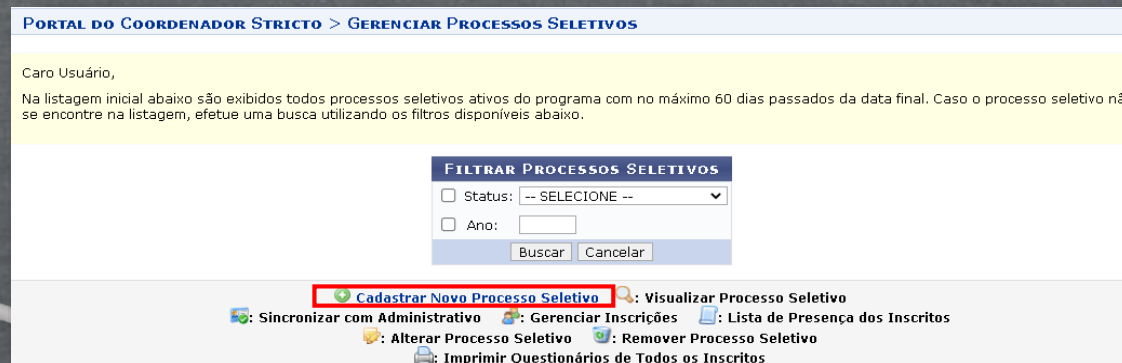 PORTAL DO COORDENADOR STRICTO > GERENCIAR PROCESSOS SELETIVOS
Caro Usuário,
Na listagem inicial abaixo são exibidos todos processos seletivos ativos do programa com no máximo 60 dias passados da data final. Caso o processo seletivo
se encontre na listagem, efetue uma busca utilizando os filtros disponíveis abaixo.
FILTRAR PROCESSOS SELETIVOS
Status: -- SELECIONE --
Ano:
Buscar Cancelar
Cadastrar Novo Processo Seletivo : Visualizar Processo Seletivo
: Sincronizar com Administrativo : Gerenciar Inscrições : Lista de Presença dos Inscritos
: Alterar Processo Seletivo : Remover Processo Seletivo
: Imprimir Questionários de Todos os Inscritos